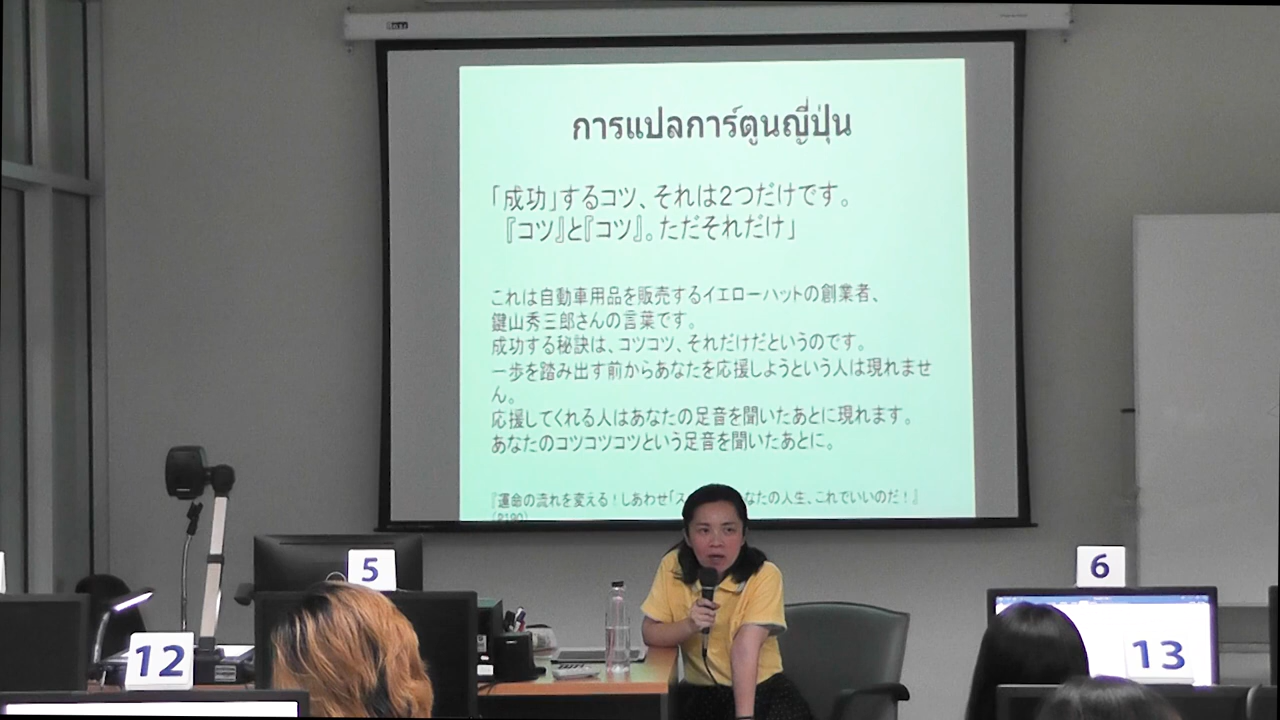 การแปลการ์ตูนญี่ปุ่น
「成功」するコツ、それは2つだけです。
『コツ』と『コツ』。ただそれだけ」
これは自動車用品を販売するイエローハットの創業者、
鍵山秀三郎さんの言葉です。
成功する秘訣は、コツコツ、それだけだというのです。
一歩を踏み出す前からあなたを応援しようという人は現れませ
ん。
応援してくれる人はあなたの足音を聞いたあとに現れます。
あなたのコツコツコツという足音を聞いたあとに。
『運命の流れを変える!しあわせ「ス なたの人生、これでいいのだ!』
(P190)
5
6
12
13